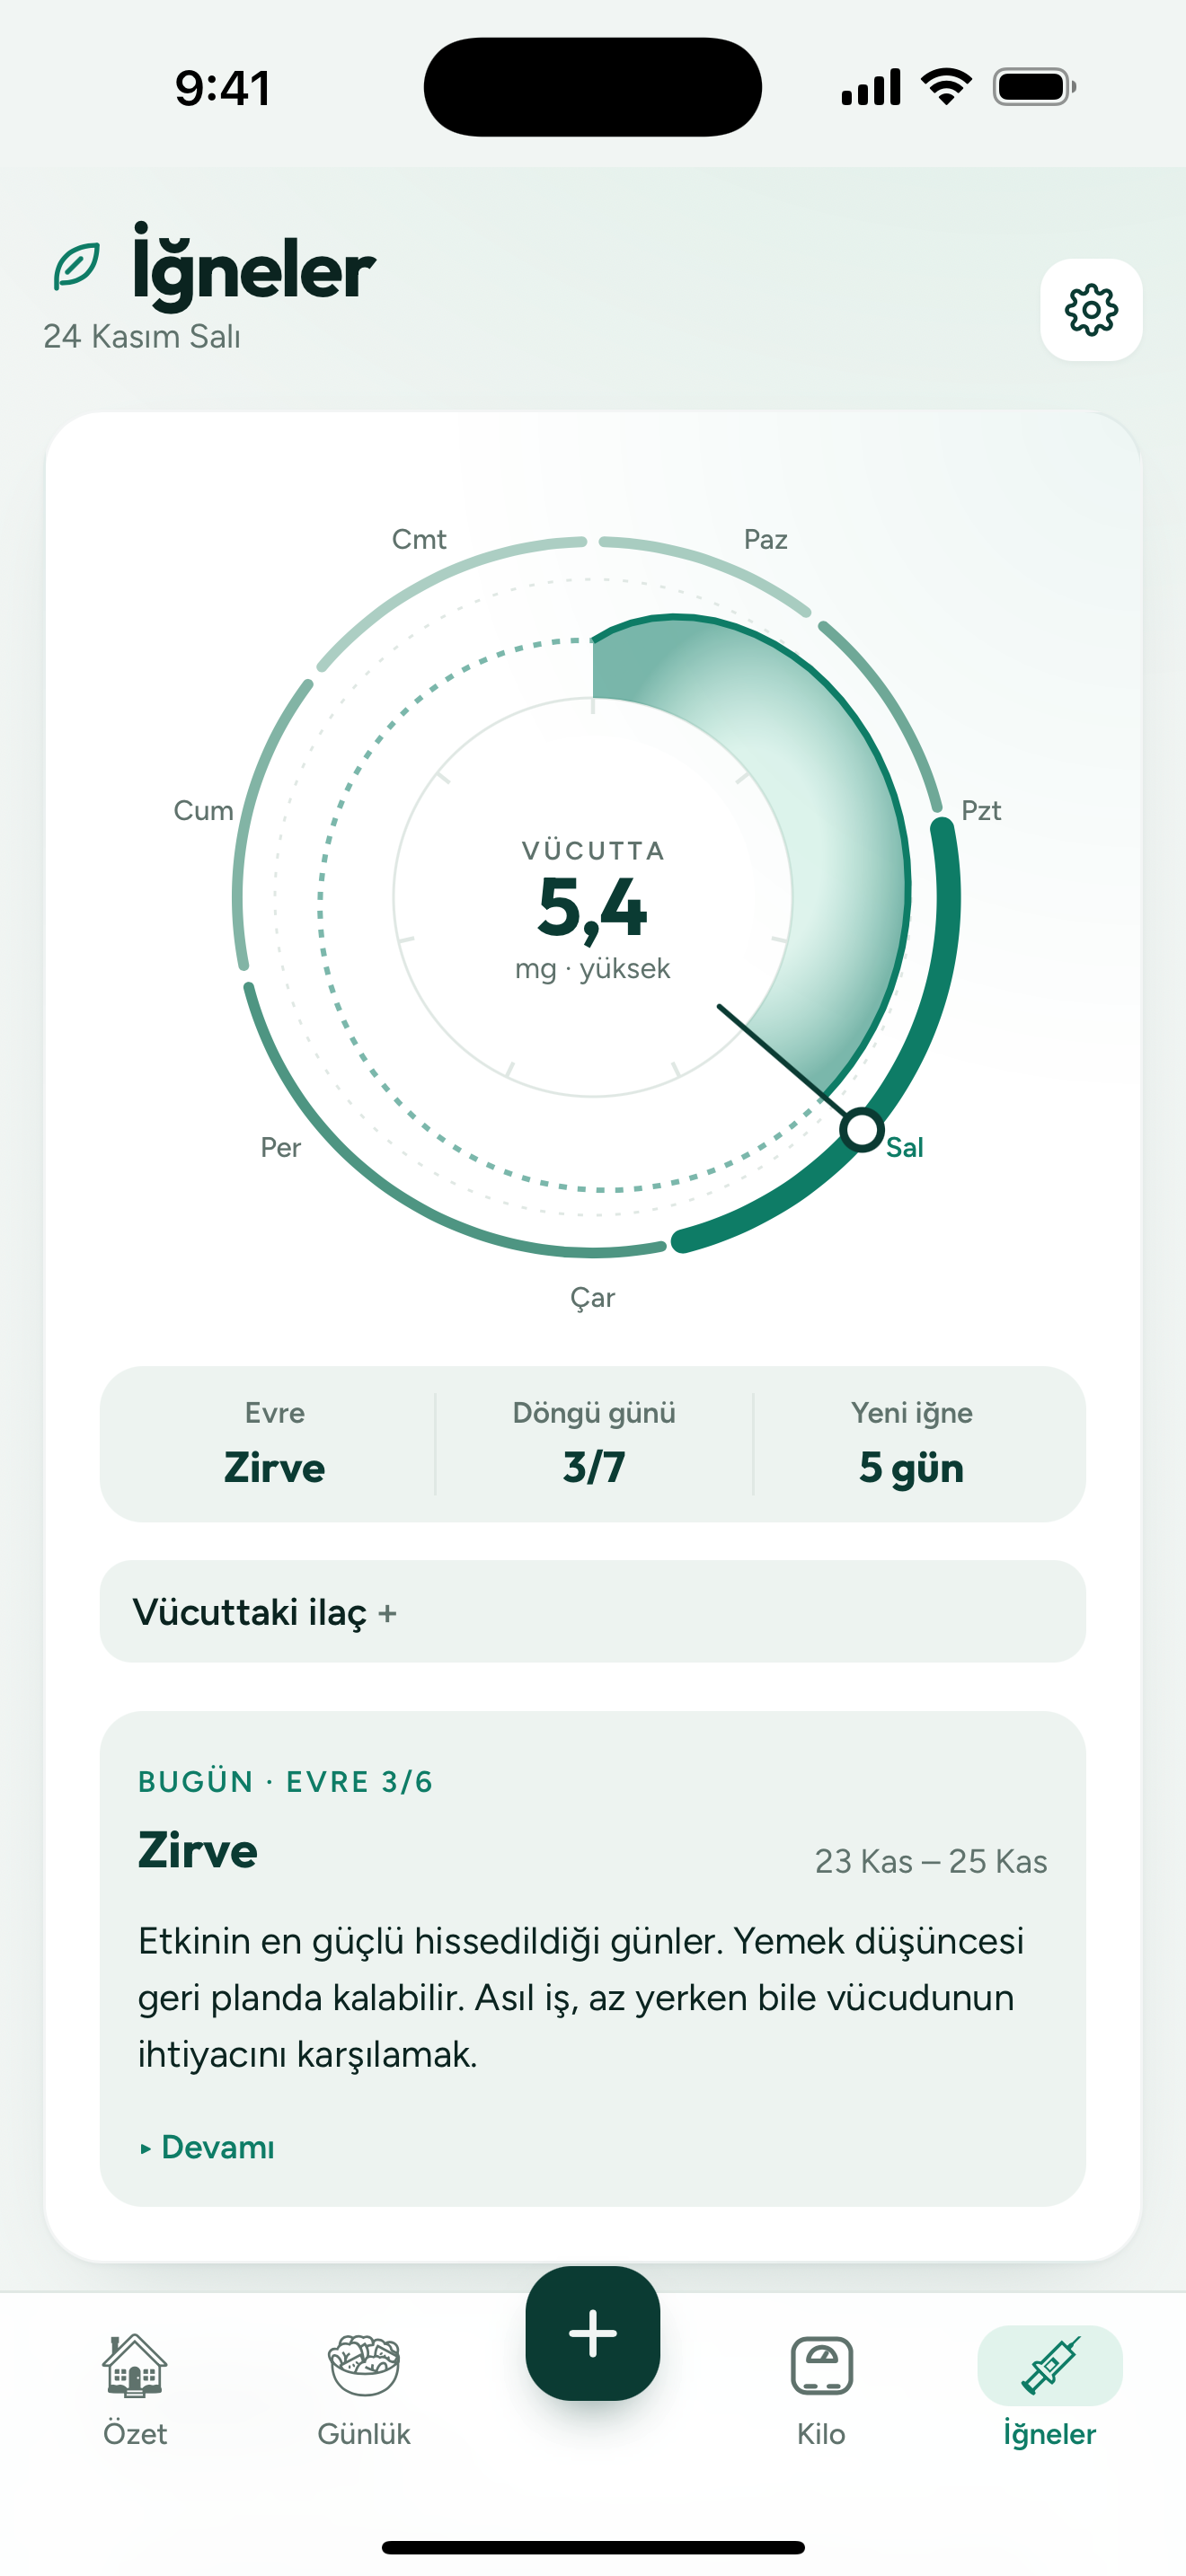 9:41
İğneler
24 Kasım Salı
Cmt
Paz
Cum
Pzt
VÜCUTTA
5,4
mg · yüksek
Per
Sal
Çar
Evre
Zirve
Döngü günü
3/7
Yeni iğne
5 gün
Vücuttaki ilaç +
BUGÜN · EVRE 3/6
Zirve
23 Kas – 25 Kas
Etkinin en güçlü hissedildiği günler. Yemek düşüncesi
geri planda kalabilir. Asıl iş, az yerken bile vücudunun
ihtiyacını karşılamak.
▸ Devamı
Özet
Günlük
Kilo
İğneler